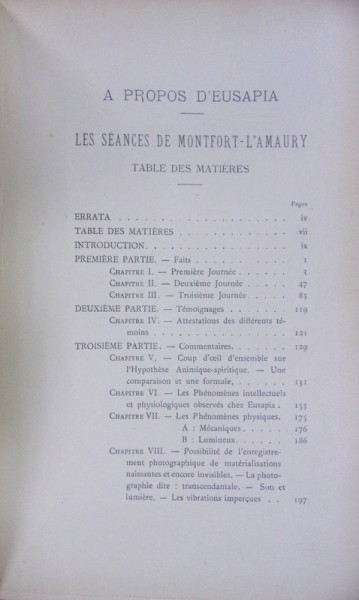 A PROPOS D'EUSAPIA
LES SÉANCES DE MONTFORT-L'AMAURY
TABLE DES MATIÈRES
Pages
ERRATA . . . . . . . . . . . . . . iv
TABLE DES MATIÈRES . . . . . . . . . . vii
INTRODUCTION. . . . . . . . . . . . . ix
PREMIÈRE PARTIE. — Faits . . . . . . . . 1
CHAPITRE I. — Première Journée . . . . . 5
CHAPITRE II. — Deuxième Journée . . . . 47
CHAPITRE III. — Troisième Journée. . . . 83
DEUXIÈME PARTIE. — Témoignages . . . . . 119
CHAPITRE IV. — Attestations des différents té-
moins . . . . . . . . . . . . 121
TROISIÈME PARTIE. — Commentaires. . . . . 129
CHAPITRE V. — Coup d'œil d'ensemble sur
l'Hypothèse Animique-spiritique. — Une
comparaison et une formule. . . . . . 131
CHAPITRE VI. — Les Phénomènes intellectuels
et physiologiques observés chez Eusapia . 153
CHAPITRE VII. — Les Phénomènes physiques. 175
A : Mécaniques. . . . . 176
B : Lumineux. . . . . . 186
CHAPITRE VIII. — Possibilité de l'enregistre-
ment photographique de matérialisations
naissantes et encore invisibles. — La photo-
graphie dite : transcendantale. — Son et
lumière. — Les vibrations imperçues . . 197